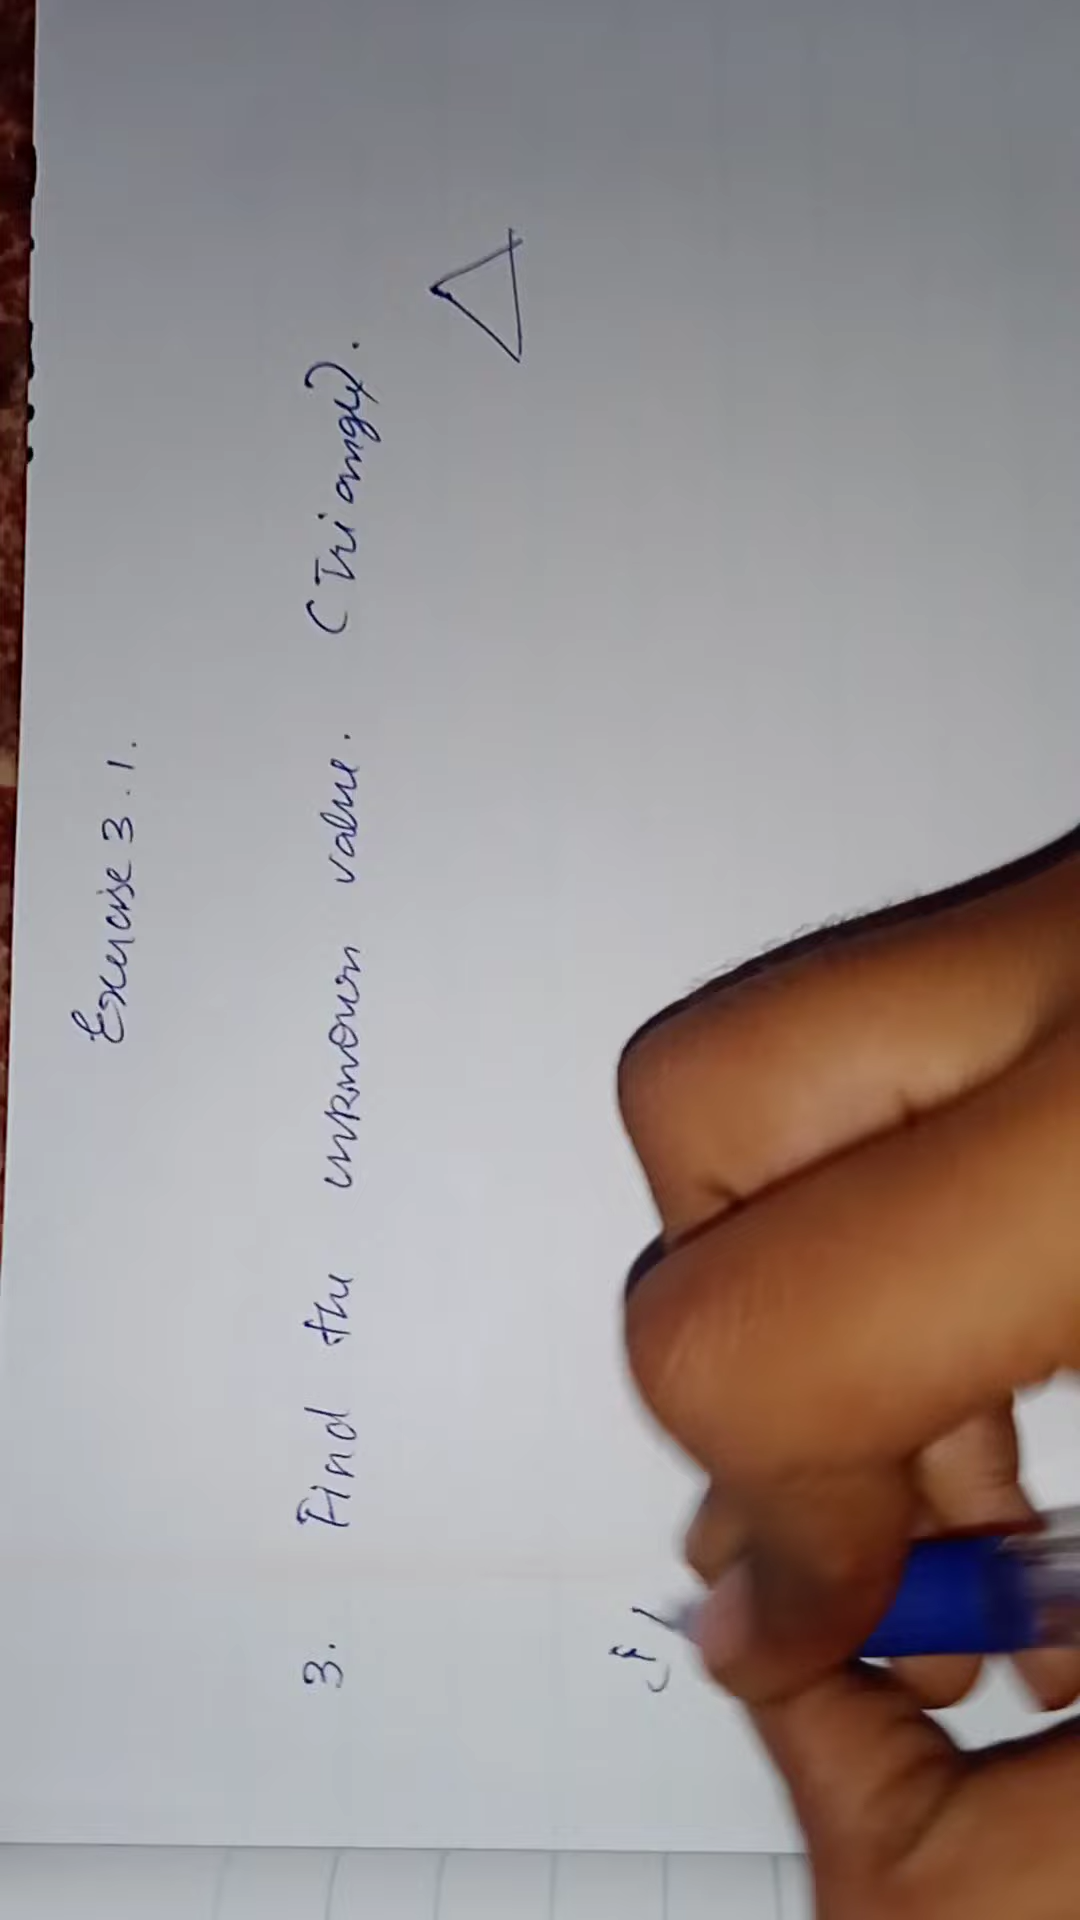 Exercise 3.1.
3. Find the unknown value. (Triangle).